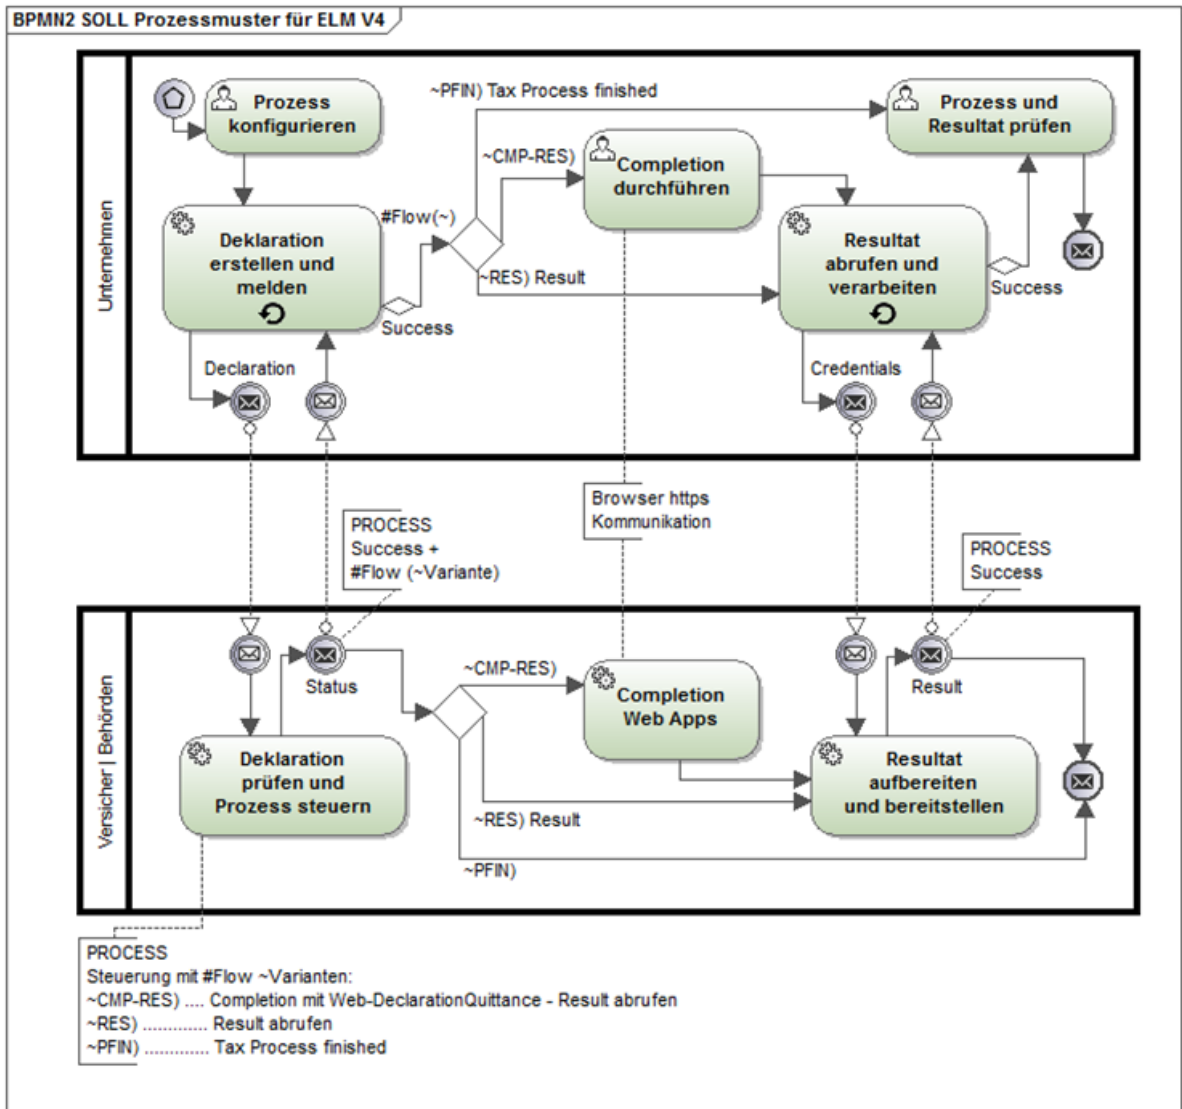 BPMN2 SOLL Prozessmuster für ELM V4
Unternehmen
Prozess
konfigurieren
~PFIN) Tax Process finished
Prozess und
Resultat prüfen
~CMP-RES)
Completion
durchführen
#Flow(~)
Deklaration
erstellen und
melden
Success
~RES) Result
Resultat
abrufen und
verarbeiten
Success
Declaration
Credentials
Browser https
Kommunikation
PROCESS
Success +
#Flow (~Variante)
PROCESS
Success
Versicher | Behörden
Status
~CMP-RES)
Completion
Web Apps
Result
Deklaration
prüfen und
Prozess steuern
Resultat
aufbereiten
und bereitstellen
~RES) Result
~PFIN)
PROCESS
Steuerung mit #Flow ~Varianten:
~CMP-RES) .... Completion mit Web-DeclarationQuittance - Result abrufen
~RES) ............. Result abrufen
~PFIN) ............. Tax Process finished